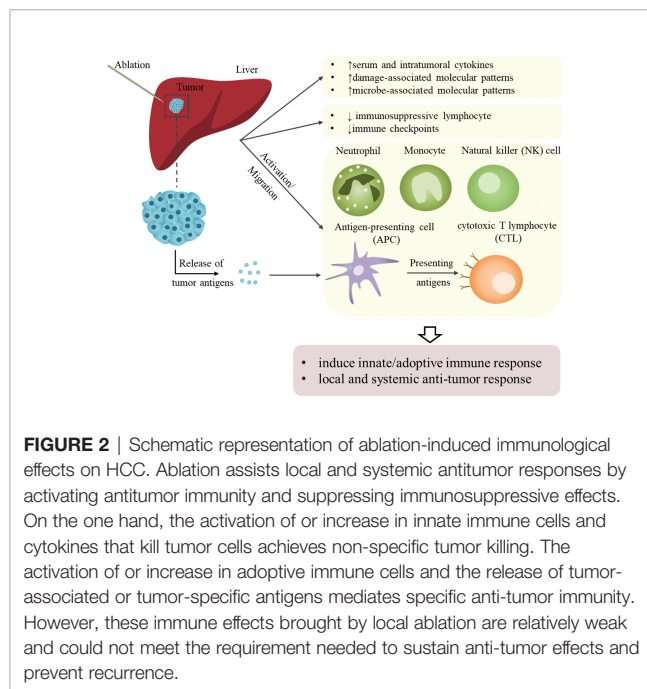 Ablation
Liver
Tumor
• ↑serum and intratumoral cytokines
• ↑damage-associated molecular patterns
• ↑microbe-associated molecular patterns
• ↓ immunosuppressive lymphocyte
• ↓immune checkpoints
Activation/
Migration
Neutrophil Monocyte Natural killer (NK) cell
Antigen-presenting cell
(APC)
cytotoxic T lymphocyte
(CTL)
Release of
tumor antigens
Presenting
antigens
• induce innate/adoptive immune response
• local and systemic anti-tumor response
FIGURE 2 | Schematic representation of ablation-induced immunological
effects on HCC. Ablation assists local and systemic antitumor responses by
activating antitumor immunity and suppressing immunosuppressive effects.
On the one hand, the activation of or increase in innate immune cells and
cytokines that kill tumor cells achieves non-specific tumor killing. The
activation of or increase in adoptive immune cells and the release of tumor-
associated or tumor-specific antigens mediates specific anti-tumor immunity.
However, these immune effects brought by local ablation are relatively weak
and could not meet the requirement needed to sustain anti-tumor effects and
prevent recurrence.